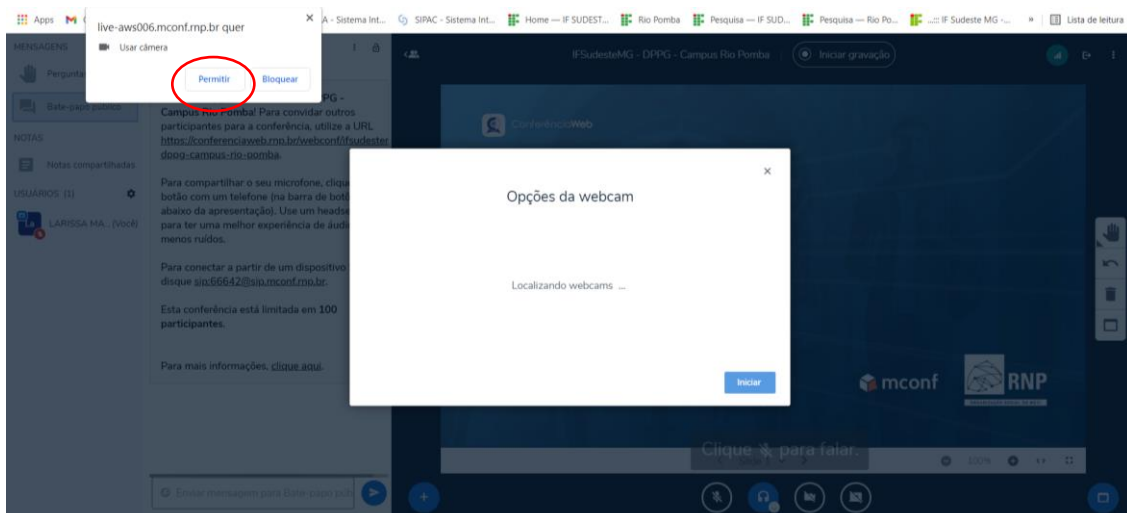 Apps
A - Sistema Int...
SIPAC - Sistema Int...
Home — IF SUDEST...
Rio Pomba
Pesquisa — IF SUD...
Pesquisa — Rio Po...
...:: IF Sudeste MG -...
»
Lista de leitura
live-aws006.mconf.rnp.br quer
Usar câmera
Permitir
Bloquear
MENSAGENS
Pergunta
Bate-papo público
NOTAS
Notas compartilhadas
USUÁRIOS (1)
LA
LARISSA MA... (Você)
IFSudesteMG - DPPG - Campus Rio Pomba
Iniciar gravação
PG -
Campus Rio Pomba! Para convidar outros
participantes para a conferência, utilize a URL
https://conferenciaweb.rnp.br/webconf/ifsudester
dppg-campus-rio-pomba.
Para compartilhar o seu microfone, clique
botão com um telefone (na barra de botõ
abaixo da apresentação). Use um headse
para ter uma melhor experiência de áudi
menos ruídos.
Para conectar a partir de um dispositivo
disque sip:66642@sip.mconf.rnp.br.
Esta conferência está limitada em 100
participantes.
Para mais informações, clique aqui.
Enviar mensagem para Bate-papo púb
ConferênciaWeb
Opções da webcam
Localizando webcams ...
Iniciar
mconf
RNP
Clique para falar.
100%